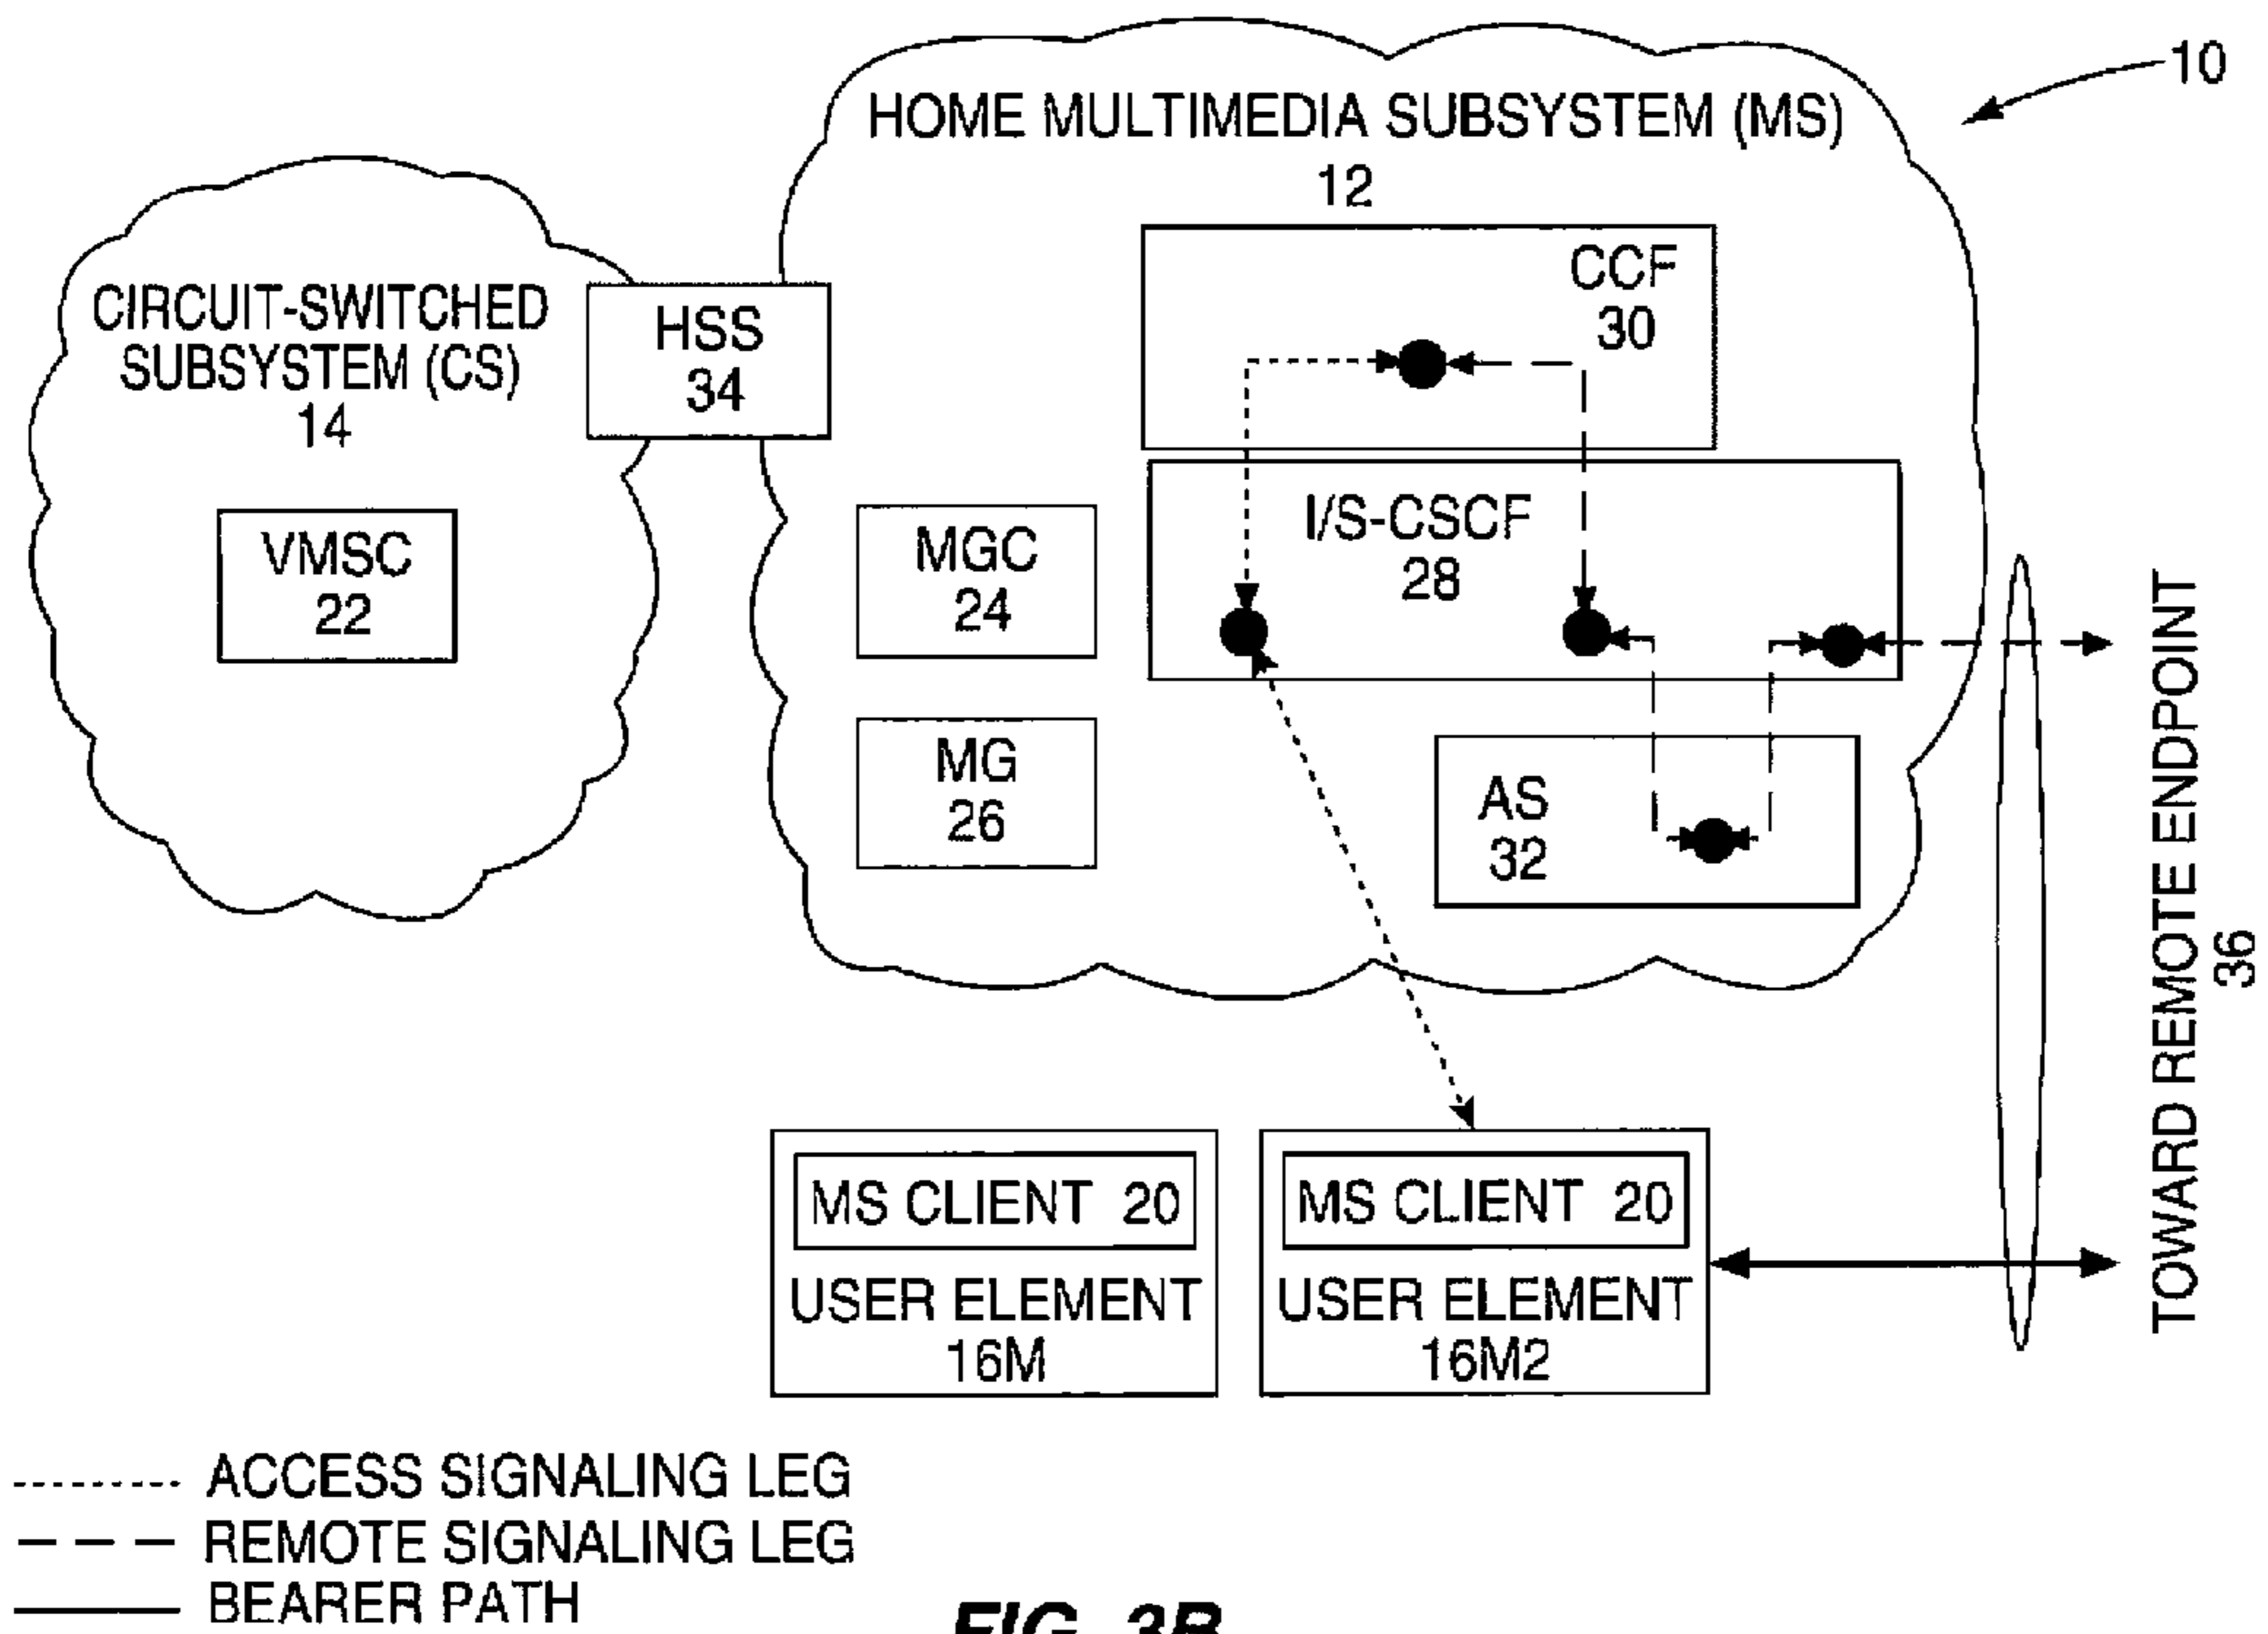 10
HOME MULTIMEDIA SUBSYSTEM (MS)
12
CIRCUIT-SWITCHED
SUBSYSTEM (CS)
14
HSS
34
CCF
30
VMSC
22
MGC
24
I/S-CSCF
28
MG
26
AS
32
TOWARD REMOTE ENDPOINT
36
MS CLIENT 20
USER ELEMENT
16M
MS CLIENT 20
USER ELEMENT
16M2
ACCESS SIGNALING LEG
REMOTE SIGNALING LEG
BEARER PATH
FIG. 3B